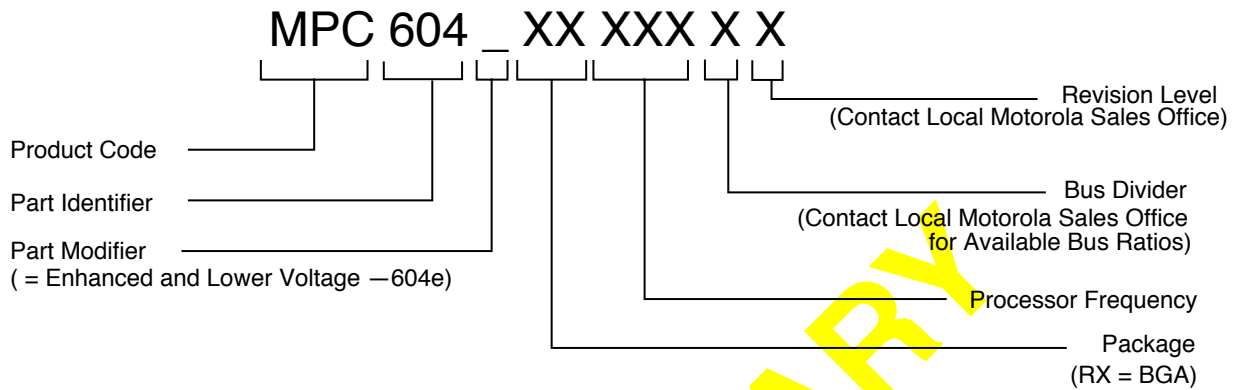 MPC 604 _ XX XXX X X
Revision Level
(Contact Local Motorola Sales Office)
Product Code
Bus Divider
(Contact Local Motorola Sales Office
for Available Bus Ratios)
Part Identifier
Part Modifier
( = Enhanced and Lower Voltage —604e)
Processor Frequency
Package
(RX = BGA)
ARY